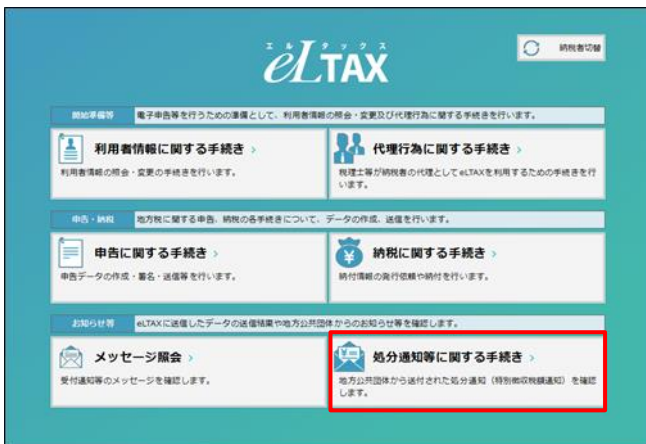 エルタックス
eLTAX
納税者切替
開始準備等 電子申告等を行うための準備として、利用者情報の照会・変更及び代理行為に関する手続きを行います。
利用者情報に関する手続き
利用者情報の照会・変更の手続きを行います。
代理行為に関する手続き
税理士等が納税者の代理としてeLTAXを利用するための手続きを行
います。
申告・納税 地方税に関する申告、納税の各手続きについて、データの作成、送信を行います。
申告に関する手続き
申告データの作成・署名・送信等を行います。
納税に関する手続き
納付情報の発行依頼や納付を行います。
お知らせ等 eLTAXに送信したデータの送信結果や地方公共団体からのお知らせ等を確認します。
メッセージ照会
受付通知等のメッセージを確認します。
処分通知等に関する手続き
地方公共団体から送付された処分通知（特別徴収税額通知）を確認
します。